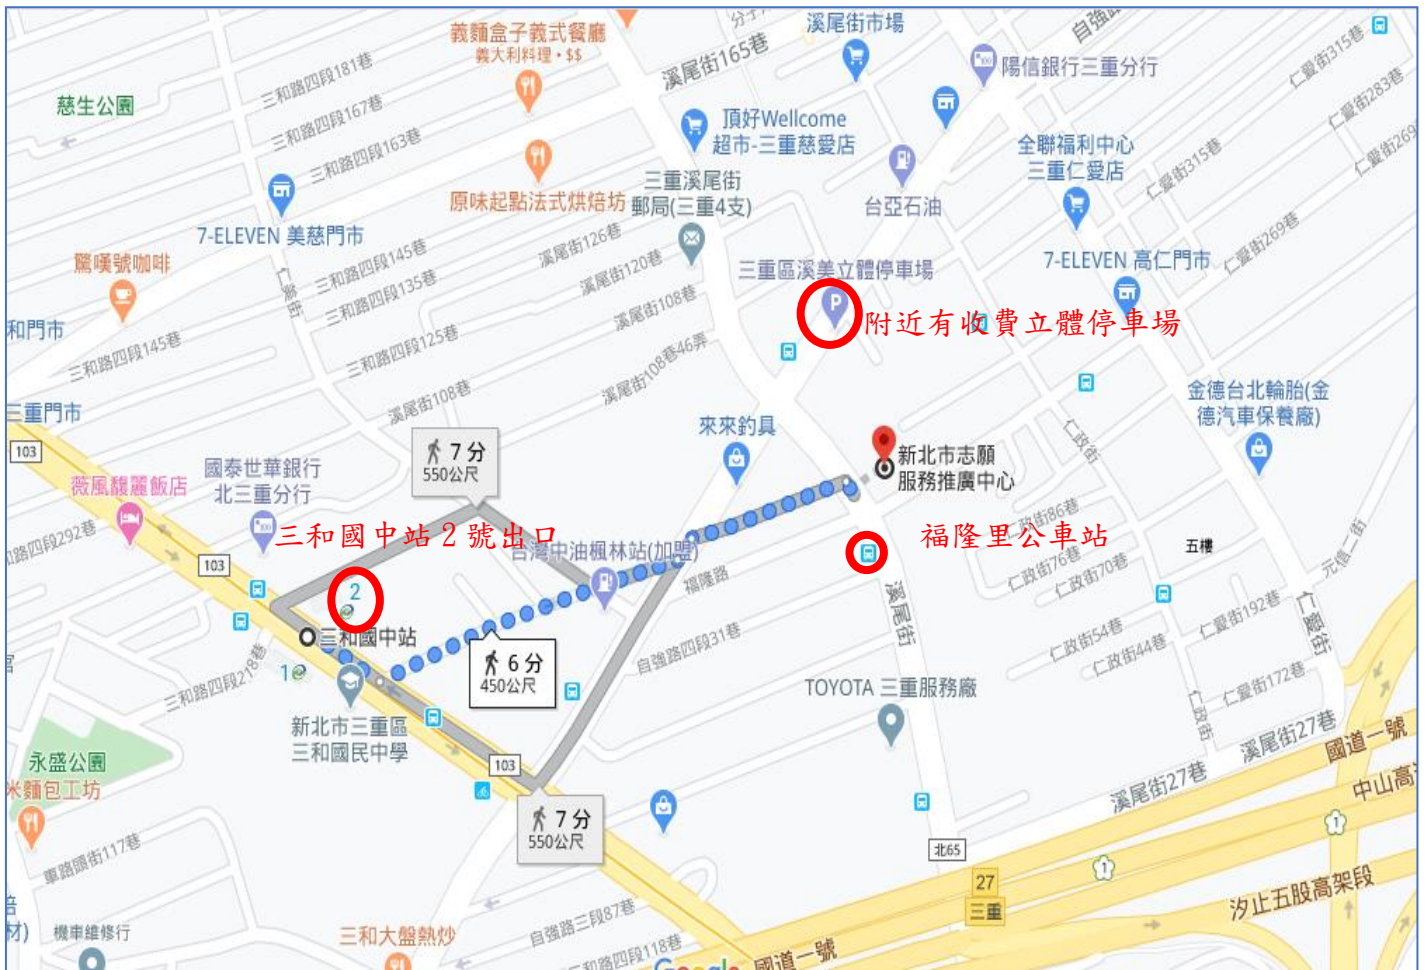 義麵盒子義式餐廳
義大利料理・$$
溪尾街165巷
溪尾街市場
陽信銀行三重分行
仁愛街315巷
仁愛街283巷
三和路四段181巷
慈生公園
三和路四段167巷
三和路四段163巷
頂好Wellcome
超市-三重慈愛店
全聯福利中心
三重仁愛店
仁愛街315巷
原味起點法式烘焙坊
三重溪尾街
郵局(三重4支)
台亞石油
7-ELEVEN 美慈門市
三和路四段145巷
溪尾街126巷
仁愛街269巷
驚嘆號咖啡
三和路四段135巷
溪尾街120巷
三重區溪美立體停車場
P
7-ELEVEN 高仁門市
仁愛街
和門市
三和路四段145巷
三和路四段125巷
溪尾街108巷
附近有收費立體停車場
溪尾街108巷46弄
三重門市
溪尾街108巷
來來釣具
金德台北輪胎(金
德汽車保養廠)
103
7 分
550公尺
仁政街
國泰世華銀行
北三重分行
新北市志願
服務推廣中心
薇風馥麗飯店
三和國中站2號出口
台灣中油楓林站(加盟)
福隆里公車站
仁政街86巷
五樓
103
福隆路
仁政街76巷
仁政街70巷
元信二街
2
溪尾街
仁愛街192巷
仁愛街
三和國中站
自強路四段31巷
仁政街54巷
仁政街44巷
1
三和路四段218巷
6 分
450公尺
仁愛街172巷
TOYOTA 三重服務廠
仁政街
新北市三重區
三和國民中學
溪尾街27巷
國道一號
永盛公園
米麵包工坊
103
溪尾街27巷
中山高
7 分
550公尺
1
車路頭街117巷
北65
1
27
三重
汐止五股高架段
自強路三段87巷
機車維修行
三和大盤熱炒
國道一號